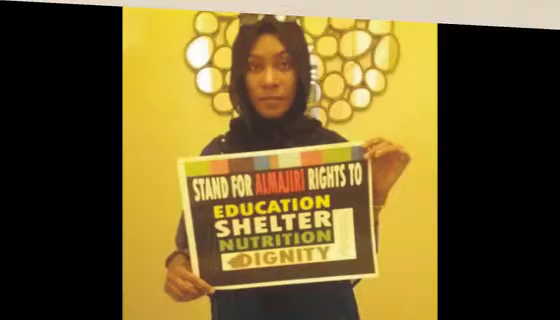 STAND FOR ALMAJIRI RIGHTS TO
EDUCATION
SHELTER
NUTRITION
DIGNITY